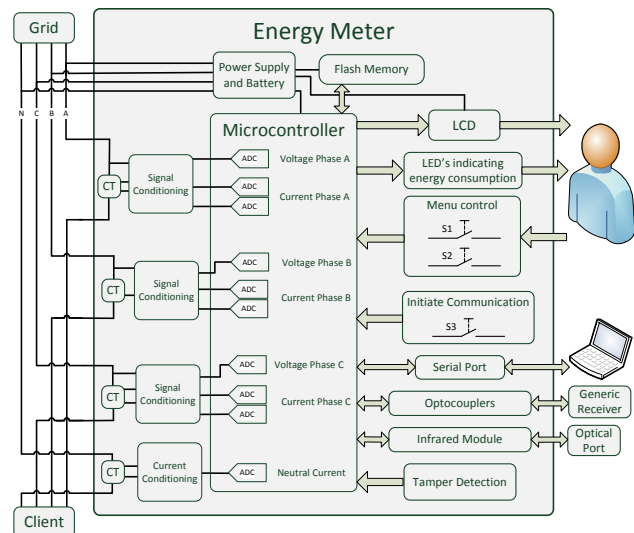 Grid
Energy Meter
Power Supply
and Battery
Flash Memory
N
C
B
A
Microcontroller
LCD
CT
Signal
Conditioning
ADC
Voltage Phase A
ADC
Current Phase A
ADC
LED's indicating
energy consumption
Menu control
S1
S2
CT
Signal
Conditioning
ADC
Voltage Phase B
ADC
Current Phase B
ADC
Initiate Communication
S3
CT
Signal
Conditioning
ADC
Voltage Phase C
ADC
Current Phase C
ADC
Serial Port
Optocouplers
Generic
Receiver
Infrared Module
Optical
Port
CT
Current
Conditioning
ADC
Neutral Current
Tamper Detection
Client